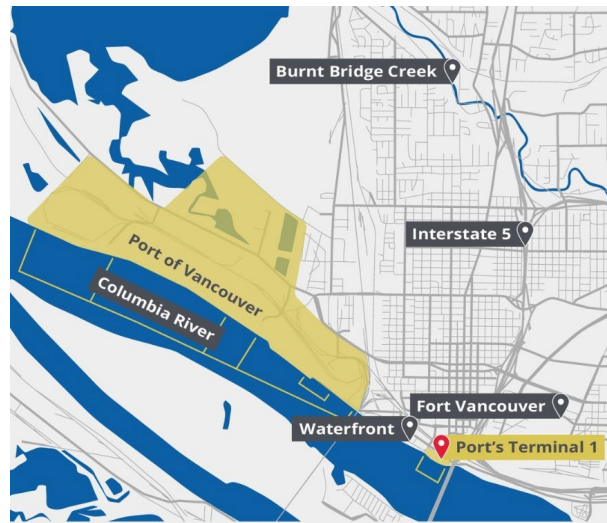 Burnt Bridge Creek
Interstate 5
Port of Vancouver
Columbia River
Fort Vancouver
Waterfront
Port's Terminal 1